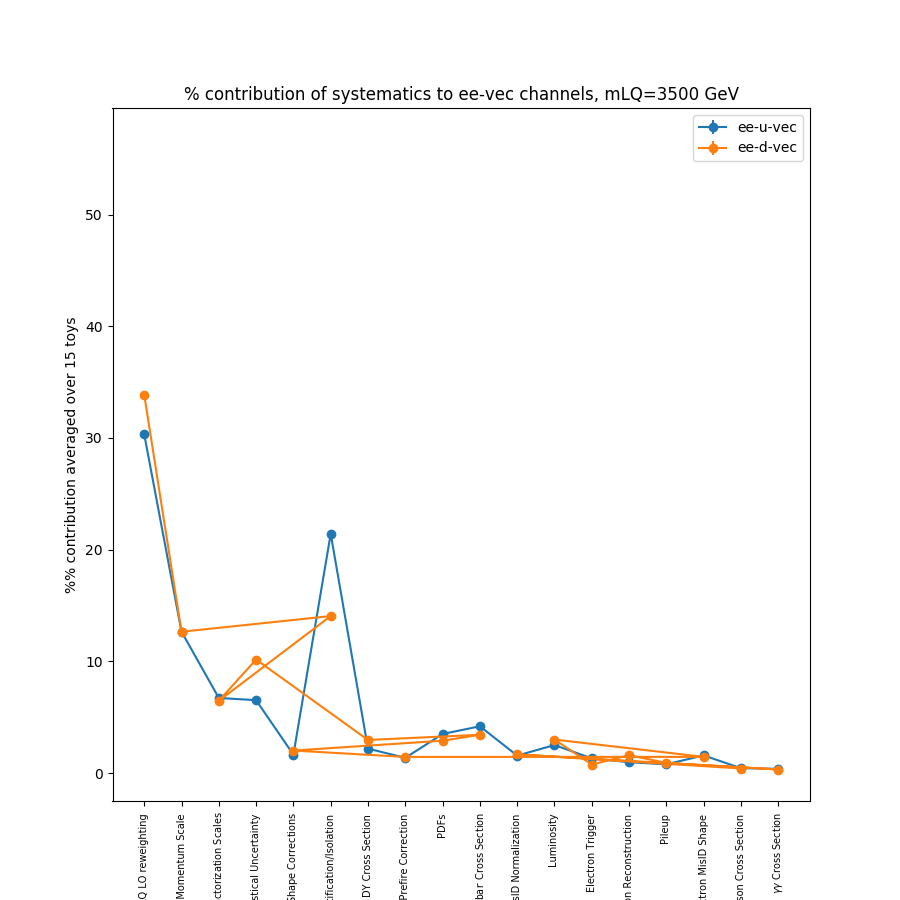 % contribution of systematics to ee-vec channels, mLQ=3500 GeV
ee-u-vec
ee-d-vec
%% contribution averaged over 15 toys
50
40
30
20
10
0
Q LO reweighting
Momentum Scale
ctorization Scales
stical Uncertainty
Shape Corrections
tification/Isolation
DY Cross Section
Prefire Correction
PDFs
bar Cross Section
sID Normalization
Luminosity
Electron Trigger
n Reconstruction
Pileup
tron MisID Shape
son Cross Section
γγ Cross Section